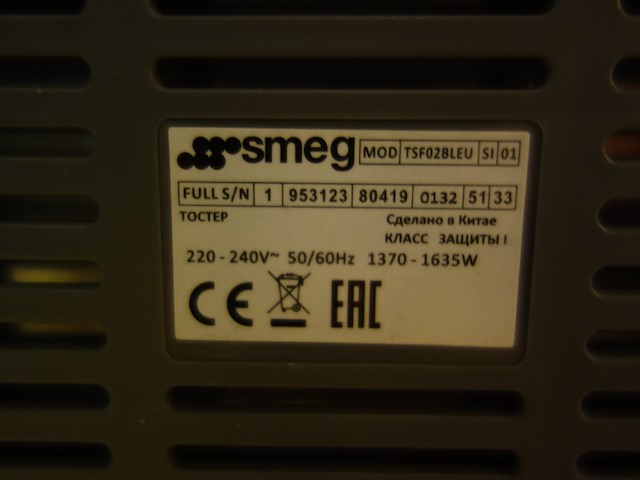 smeg MOD TSF02BLEU SI 01
FULL S/N 1 953123 80419 0132 51 33
ТОСТЕР Сделано в Китае
КЛАСС ЗАЩИТЫ I
220 - 240V~ 50/60Hz 1370 - 1635W
CE EAC